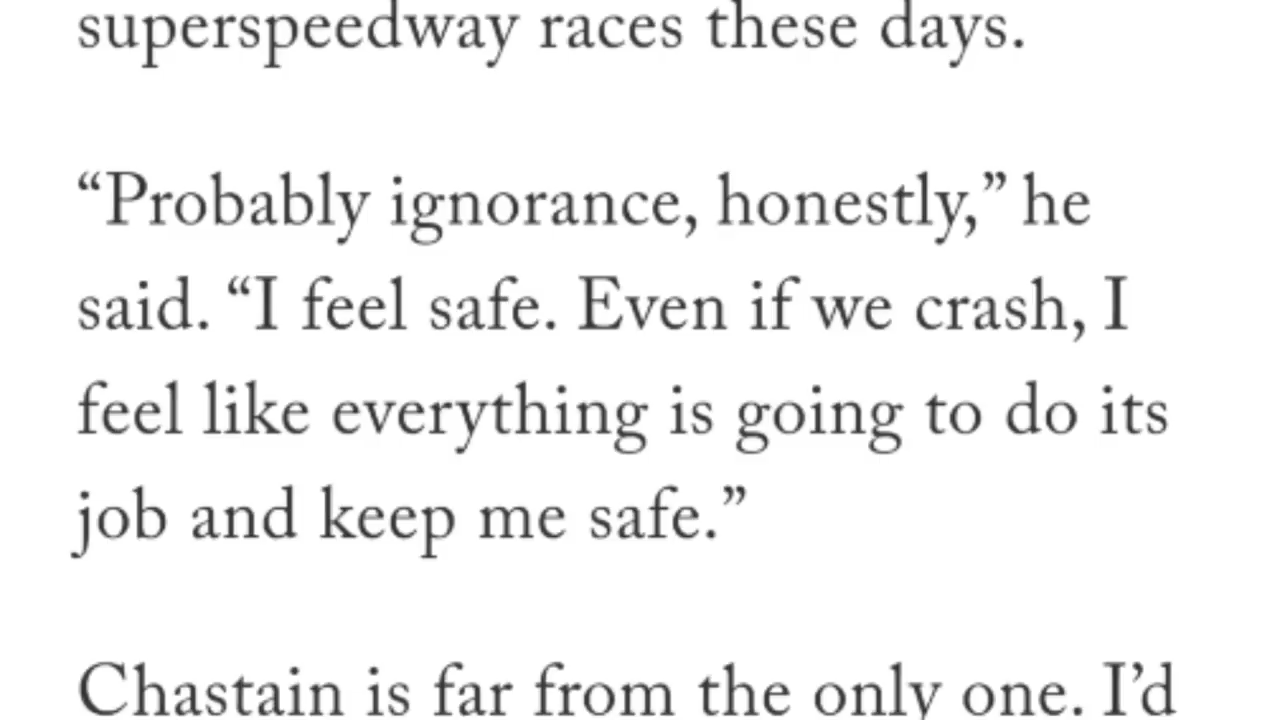 superspeedway races these days.
“Probably ignorance, honestly,” he
said. “I feel safe. Even if we crash, I
feel like everything is going to do its
job and keep me safe.”
Chastain is far from the only one. I’d